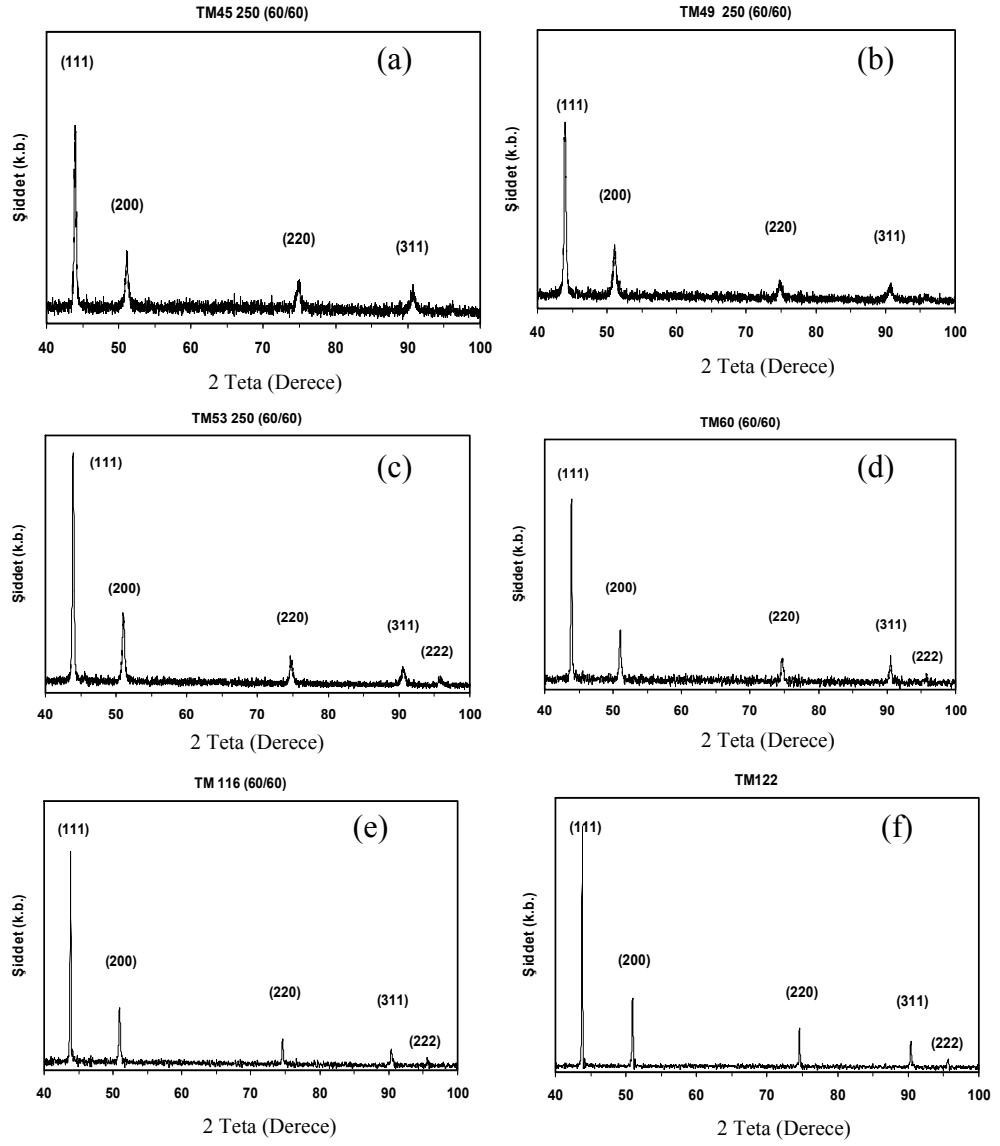 TM45 250 (60/60)
(a)
(111)
(200)
(220)
(311)
Şiddet (k.b.)
40 50 60 70 80 90 100
2 Teta (Derece)
TM49 250 (60/60)
(b)
(111)
(200)
(220)
(311)
Şiddet (k.b.)
40 50 60 70 80 90 100
2 Teta (Derece)
TM53 250 (60/60)
(c)
(111)
(200)
(220)
(311)
(222)
Şiddet (k.b.)
40 50 60 70 80 90 100
2 Teta (Derece)
TM60 (60/60)
(d)
(111)
(200)
(220)
(311)
(222)
Şiddet (k.b.)
40 50 60 70 80 90 100
2 Teta (Derece)
TM 116 (60/60)
(e)
(111)
(200)
(220)
(311)
(222)
Şiddet (k.b.)
40 50 60 70 80 90 100
2 Teta (Derece)
TM122
(f)
(111)
(200)
(220)
(311)
(222)
Şiddet (k.b.)
40 50 60 70 80 90 100
2 Teta (Derece)